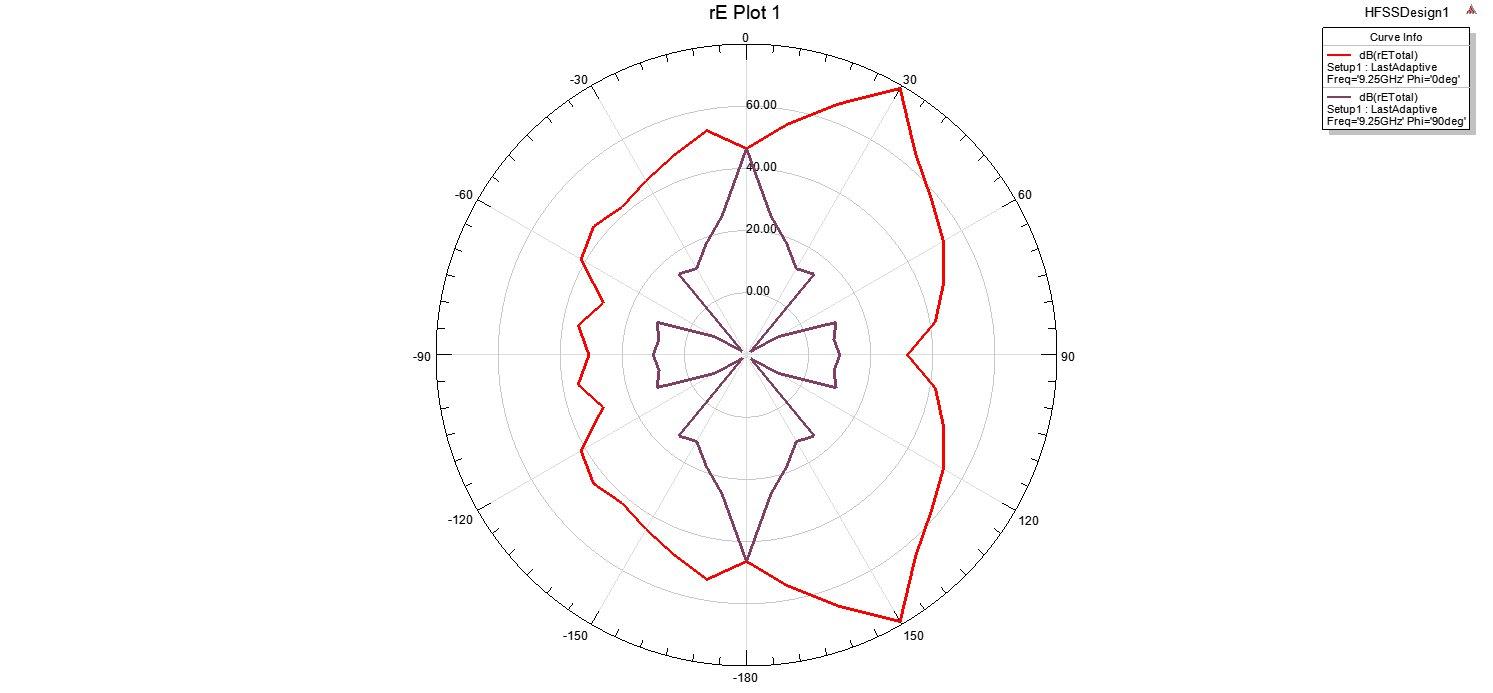 rE Plot 1
HFSSDesign1
Curve Info
dB(rETotal)
Setup1 : LastAdaptive
Freq='9.25GHz' Phi='0deg'
dB(rETotal)
Setup1 : LastAdaptive
Freq='9.25GHz' Phi='90deg'
0
-30
30
60.00
40.00
-60
60
20.00
0.00
-90
90
-120
120
-150
150
-180